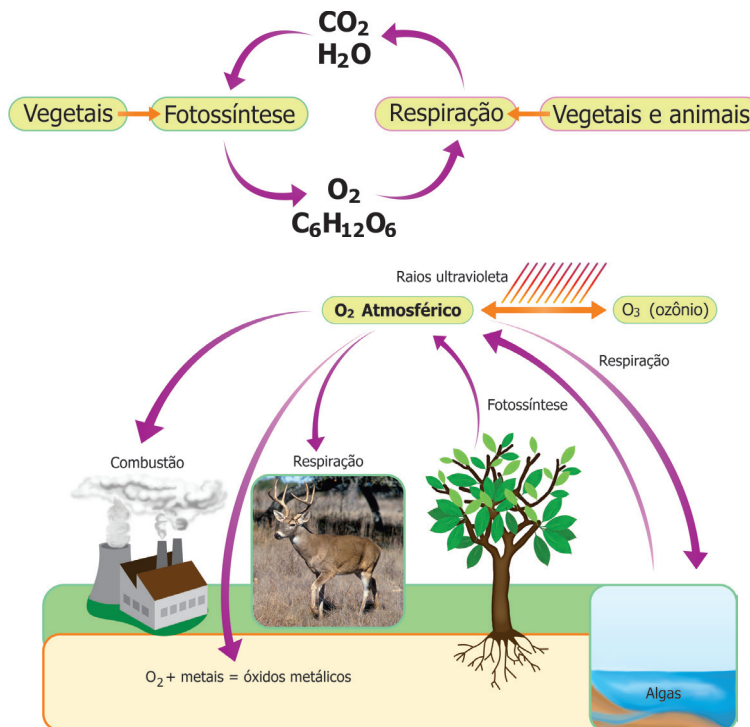 CO₂
H₂O
Vegetais
Fotossíntese
Respiração
Vegetais e animais
O₂
C₆H₁₂O₆
Raios ultravioleta
O₂ Atmosférico
O₃ (ozônio)
Respiração
Fotossíntese
Combustão
Respiração
O₂ + metais = óxidos metálicos
Algas